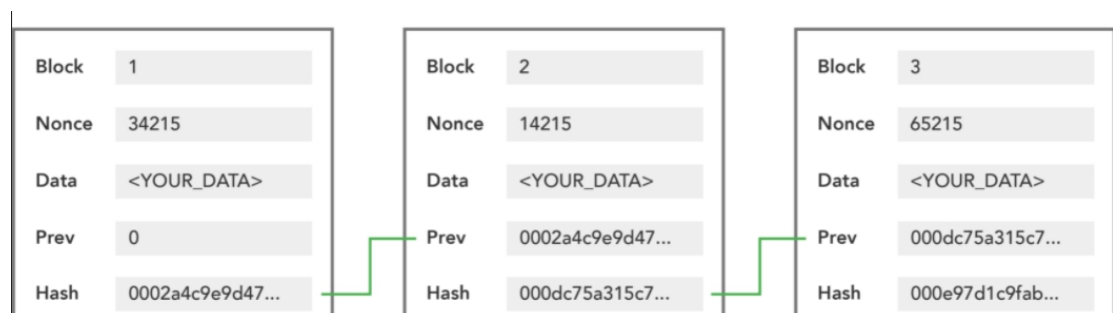 Block 1
Nonce 34215
Data <YOUR_DATA>
Prev 0
Hash 0002a4c9e9d47...
Block 2
Nonce 14215
Data <YOUR_DATA>
Prev 0002a4c9e9d47...
Hash 000dc75a315c7...
Block 3
Nonce 65215
Data <YOUR_DATA>
Prev 000dc75a315c7...
Hash 000e97d1c9fab...